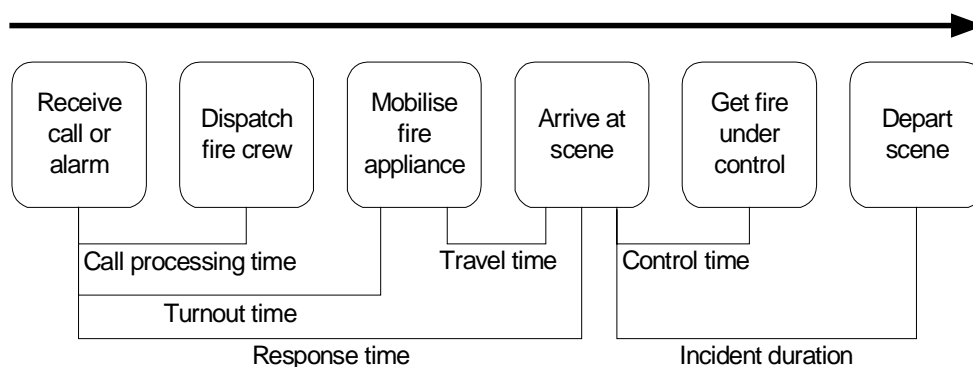 Receive
call or
alarm
Dispatch
fire crew
Mobilise
fire
appliance
Arrive at
scene
Get fire
under
control
Depart
scene
Call processing time
Travel time
Control time
Turnout time
Response time
Incident duration